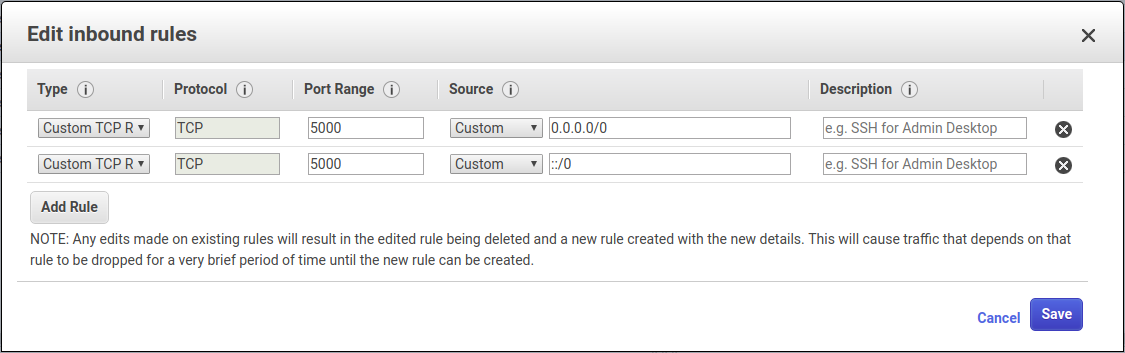 Edit inbound rules
Type Protocol Port Range Source Description
Custom TCP R TCP 5000 Custom 0.0.0.0/0 e.g. SSH for Admin Desktop
Custom TCP R TCP 5000 Custom ::/0 e.g. SSH for Admin Desktop
Add Rule
NOTE: Any edits made on existing rules will result in the edited rule being deleted and a new rule created with the new details. This will cause traffic that depends on that
rule to be dropped for a very brief period of time until the new rule can be created.
Cancel Save